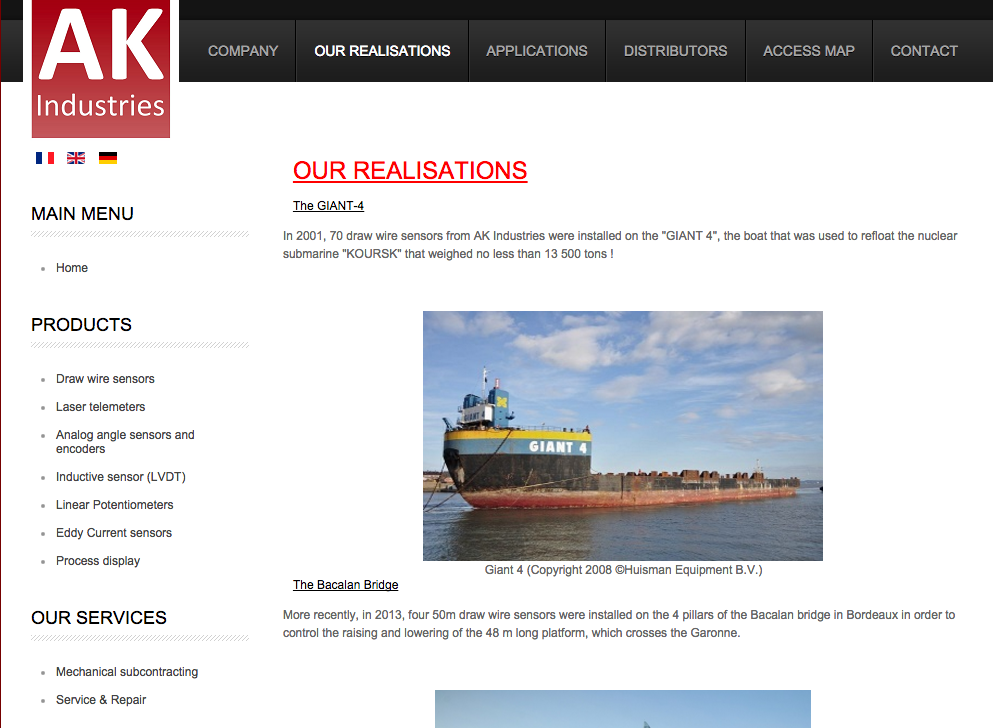 AK
Industries
COMPANY
OUR REALISATIONS
APPLICATIONS
DISTRIBUTORS
ACCESS MAP
CONTACT
MAIN MENU
Home
PRODUCTS
Draw wire sensors
Laser telemeters
Analog angle sensors and
encoders
Inductive sensor (LVDT)
Linear Potentiometers
Eddy Current sensors
Process display
OUR SERVICES
Mechanical subcontracting
Service & Repair
OUR REALISATIONS
The GIANT-4
In 2001, 70 draw wire sensors from AK Industries were installed on the "GIANT 4", the boat that was used to refloat the nuclear
submarine "KOURSK" that weighed no less than 13 500 tons !
GIANT 4
GIANT 4
Giant 4 (Copyright 2008 ©Huisman Equipment B.V.)
The Bacalan Bridge
More recently, in 2013, four 50m draw wire sensors were installed on the 4 pillars of the Bacalan bridge in Bordeaux in order to
control the raising and lowering of the 48 m long platform, which crosses the Garonne.